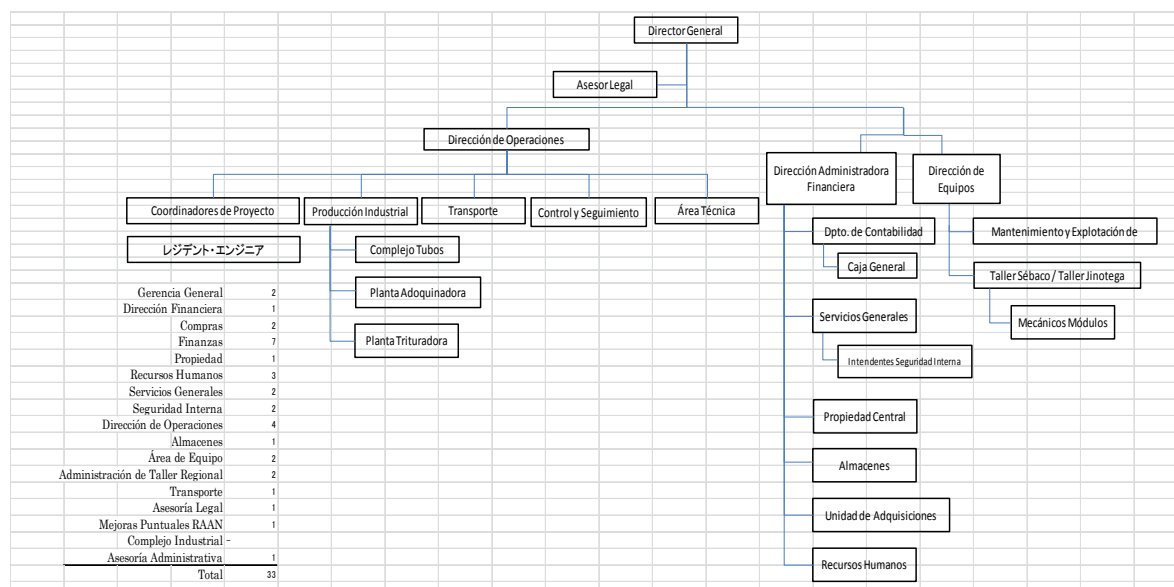 Director General
Asesor Legal
Dirección de Operaciones
Dirección Administradora
Financiera
Dirección de
Equipos
Coordinadores de Proyecto
Producción Industrial
Transporte
Control y Seguimiento
Área Técnica
レジデント・エンジニア
Complejo Tubos
Planta Adoquinadora
Planta Trituradora
Dpto. de Contabilidad
Caja General
Servicios Generales
Intendentes Seguridad Interna
Propiedad Central
Almacenes
Unidad de Adquisiciones
Recursos Humanos
Mantenimiento y Explotación de
Taller Sébaco / Taller Jinotega
Mecánicos Módulos
Gerencia General 2
Dirección Financiera 1
Compras 2
Finanzas 7
Propiedad 1
Recursos Humanos 3
Servicios Generales 2
Seguridad Interna 2
Dirección de Operaciones 4
Almacenes 1
Área de Equipo 2
Administración de Taller Regional 2
Transporte 1
Asesoría Legal 1
Mejoras Puntuales RAAN 1
Complejo Industrial -
Asesoría Administrativa 1
Total 33